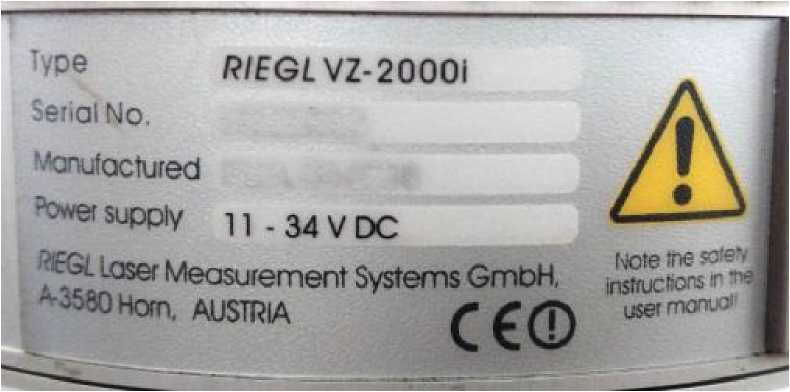 Type RIEGL VZ-2000i
Serial No.
Manufactured
Power supply 11 - 34 V DC
RIEGL Laser Measurement Systems GmbH,
A-3580 Horn, AUSTRIA
CE
Note the safety
instructions in the
user manual!